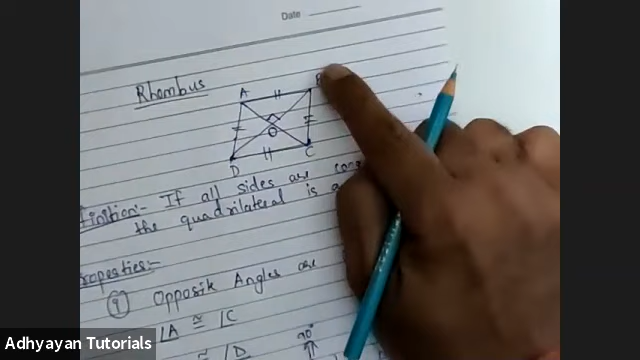 Date
Rhombus
A
D
C
If all sides are
the quadrilateral is
Opposite Angles are
∠A ≅ ∠C
≅ ∠D
90°
Adhyayan Tutorials